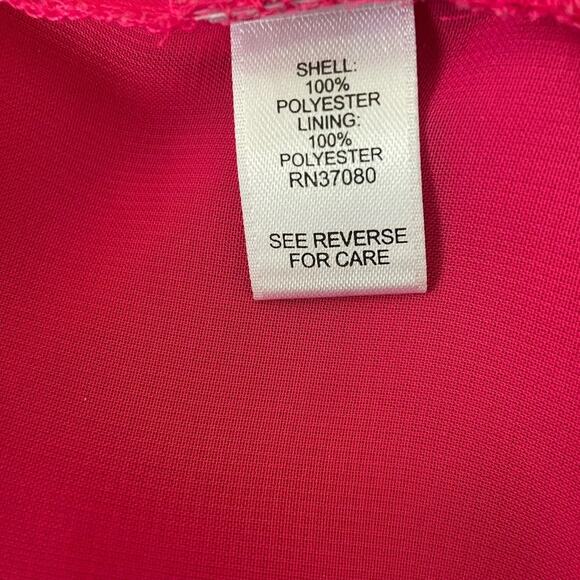 SHELL:
100%
POLYESTER
LINING:
100%
POLYESTER
RN37080
SEE REVERSE
FOR CARE